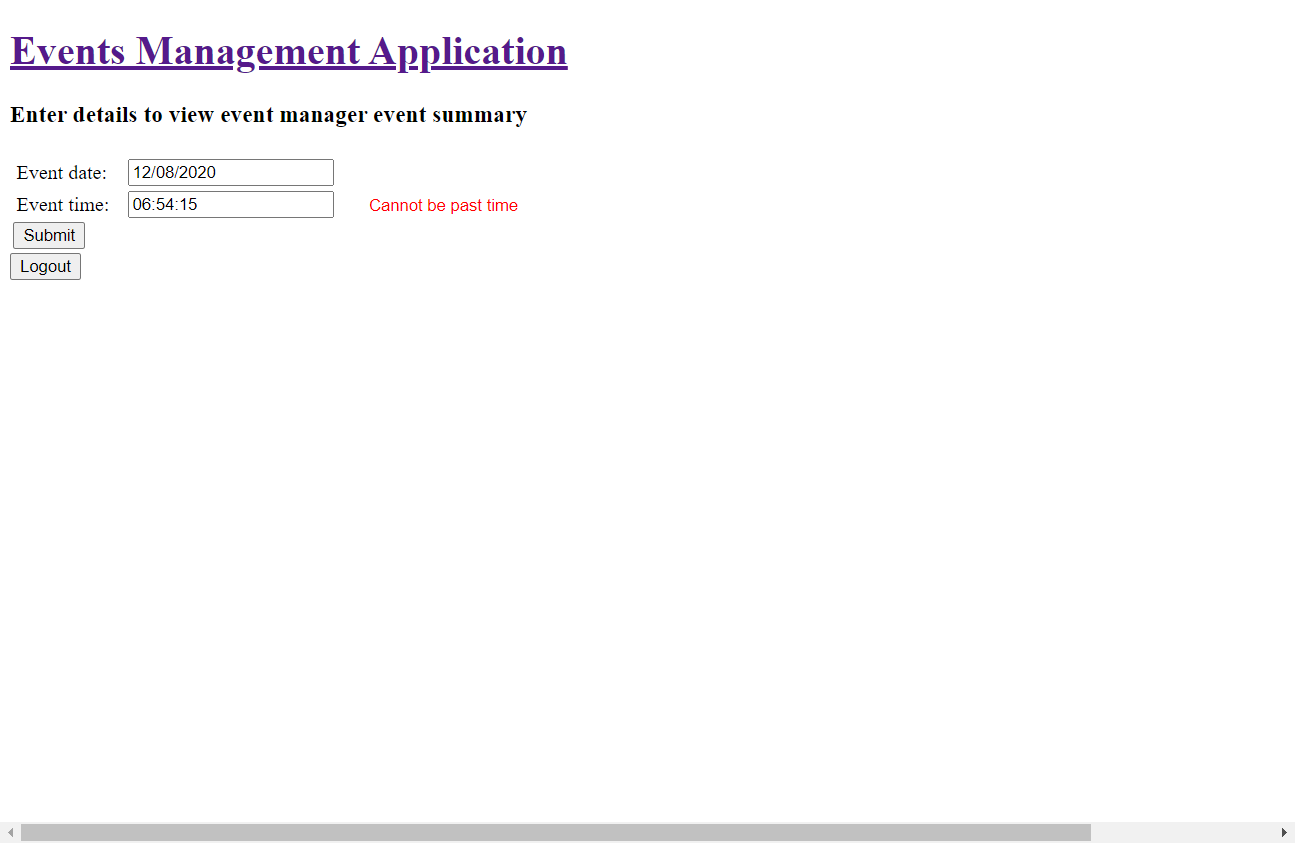 Events Management Application
Enter details to view event manager event summary
Event date: 12/08/2020
Event time: 06:54:15 Cannot be past time
Submit
Logout